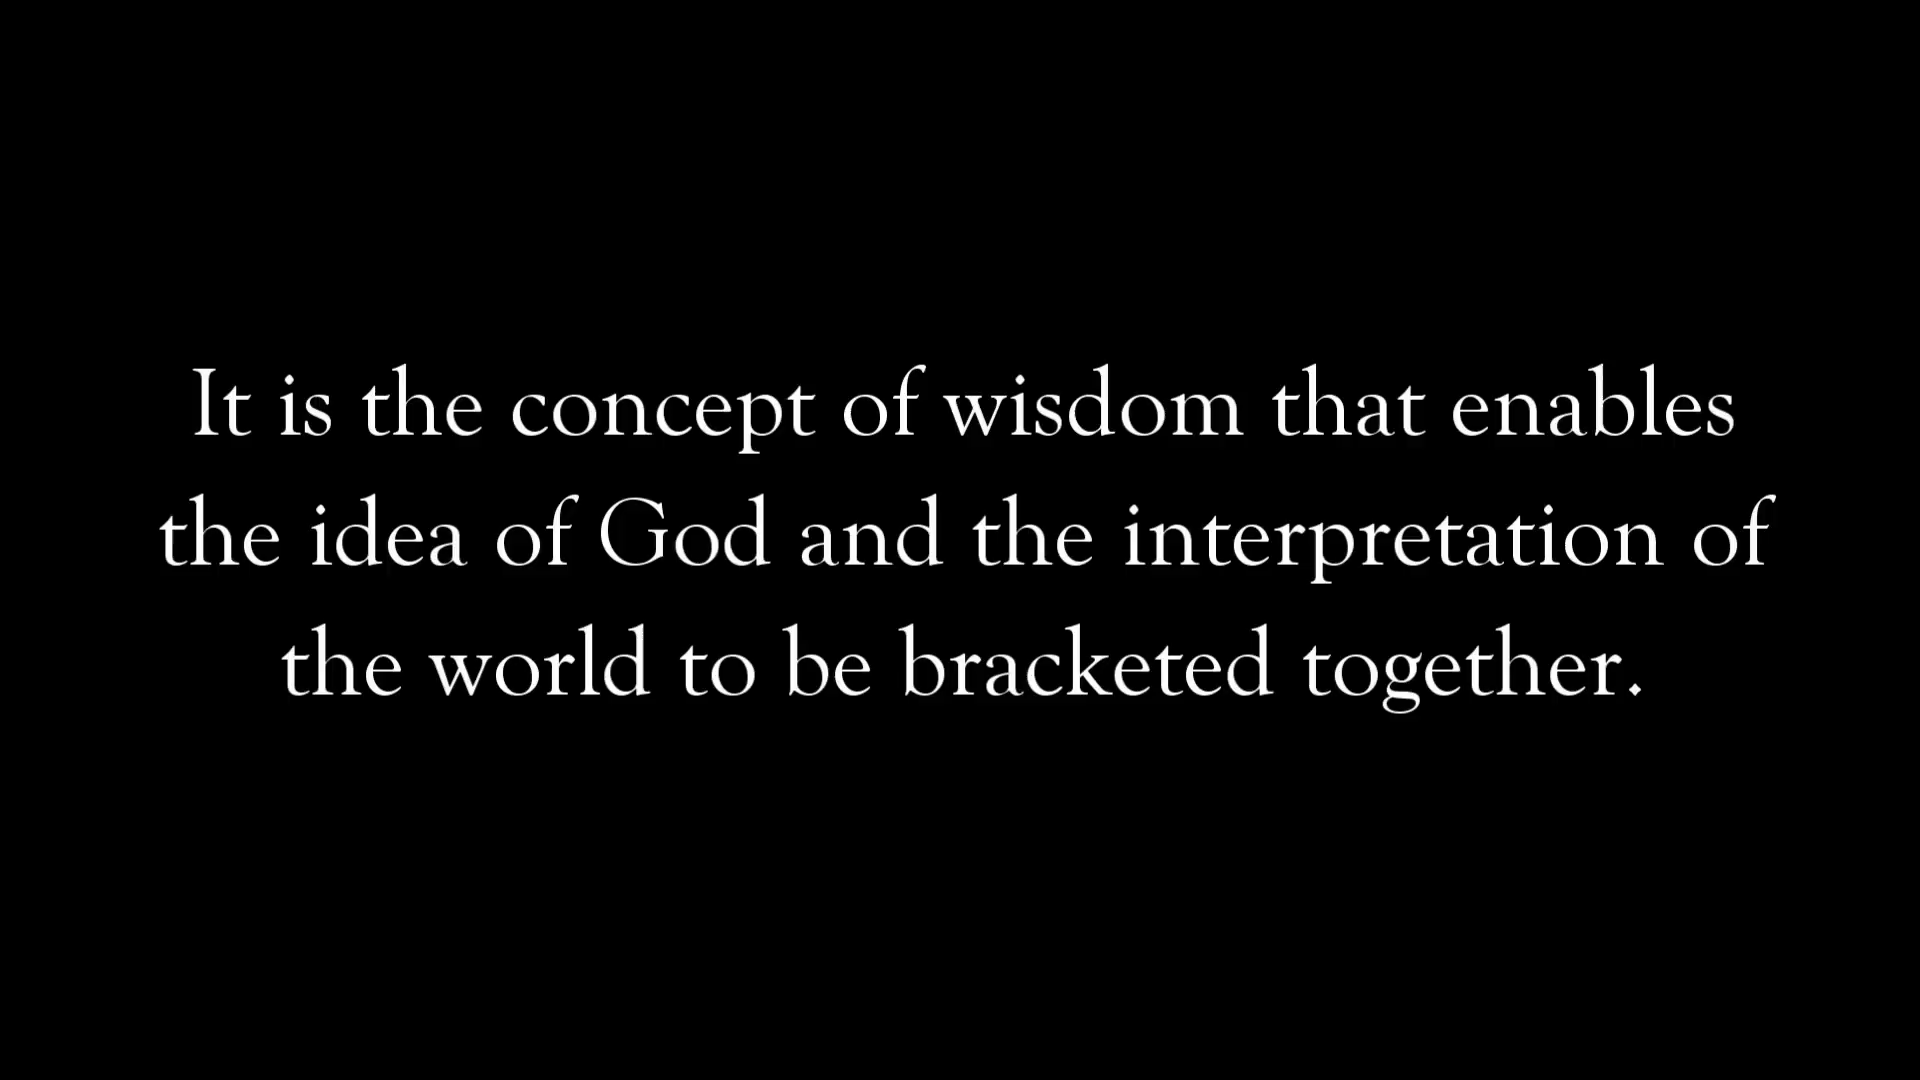 It is the concept of wisdom that enables
the idea of God and the interpretation of
the world to be bracketed together.